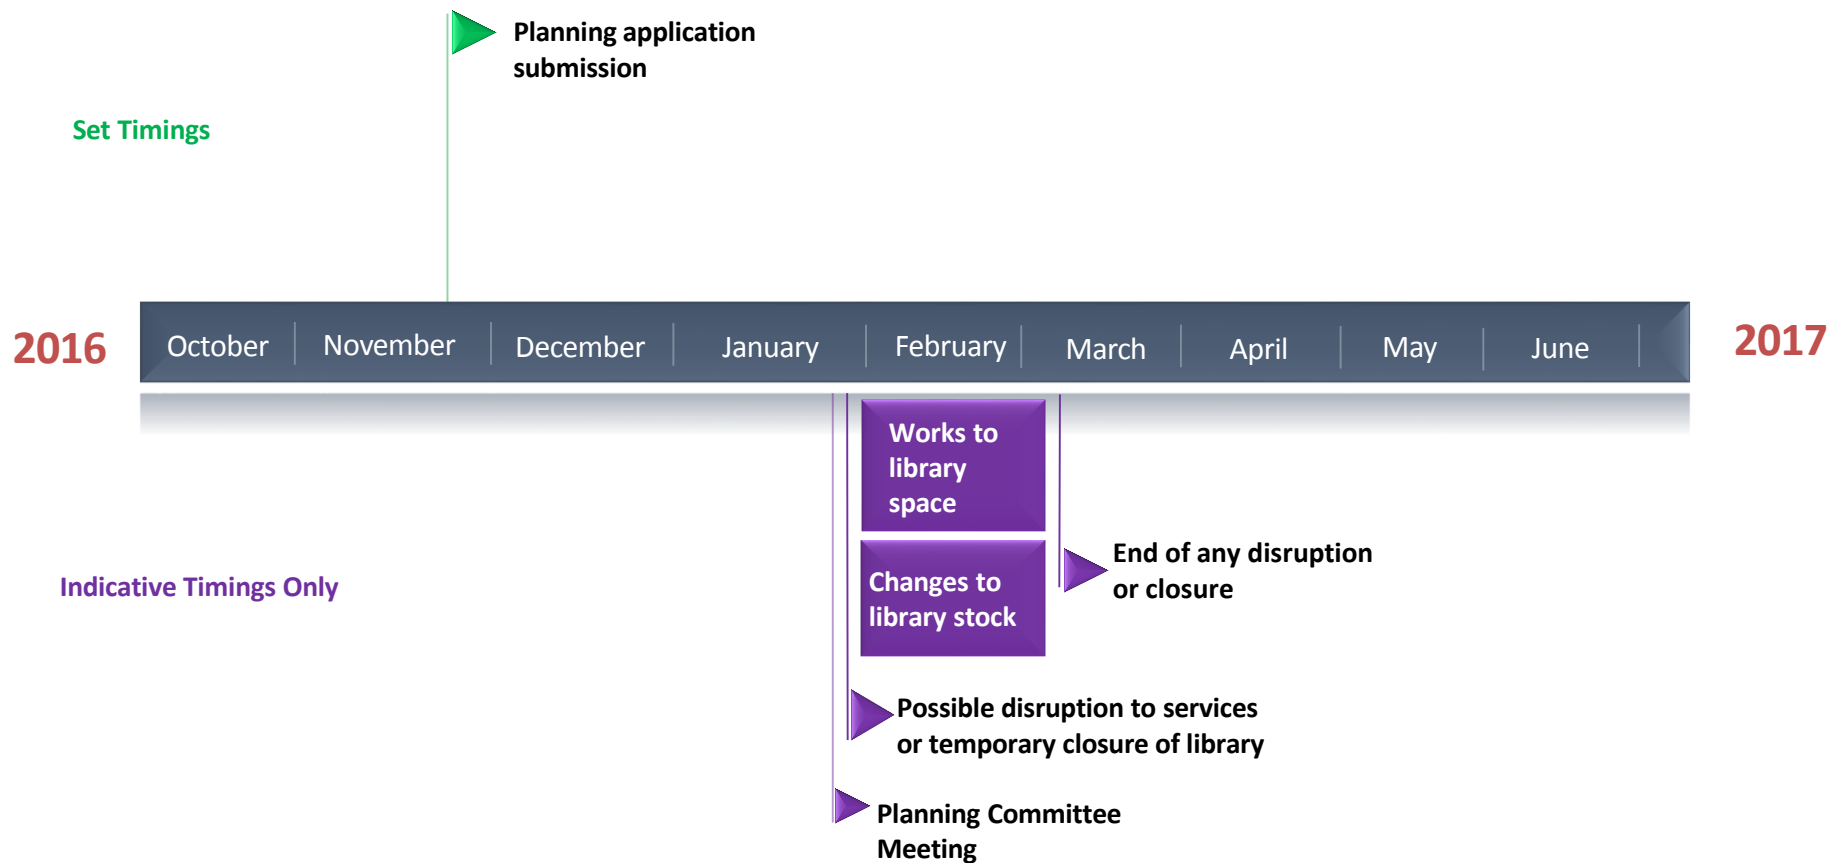 Planning application
submission
Set Timings
2016
October
November
December
January
February
March
April
May
June
2017
Works to
library
space
Changes to
library stock
End of any disruption
or closure
Indicative Timings Only
Possible disruption to services
or temporary closure of library
Planning Committee
Meeting